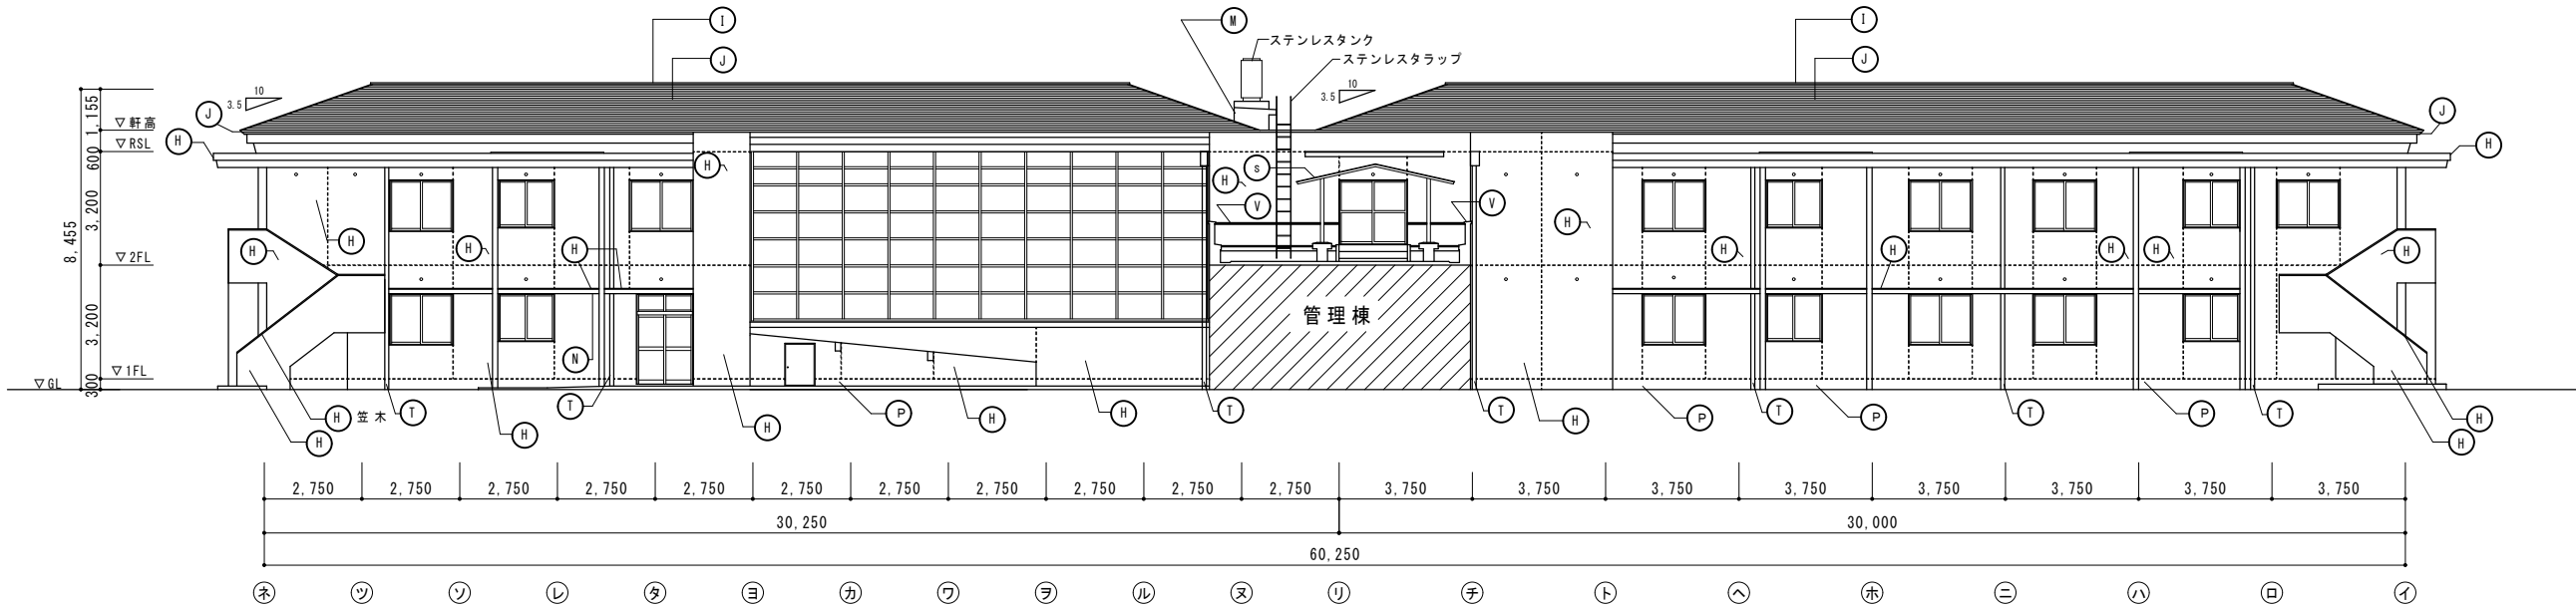 I
M
I
ステンレスタンク
J
ステンレスタラップ
J
10
3.5
10
3.5
1,155
▽軒高
J
J
▽RSL
H
H
600
H
S
H
H
3,200
V
V
H
8,455
H
H
H
H
H
H
H
H
H
▽2FL
管理棟
3,200
N
▽1FL
▽GL
300
H 笠木
T
T
P
T
T
P
T
P
T
P
T
H
H
H
H
H
H
H
H
H
2,750
2,750
2,750
2,750
2,750
2,750
2,750
2,750
2,750
2,750
2,750
3,750
3,750
3,750
3,750
3,750
3,750
3,750
3,750
30,250
30,000
60,250
ネ
ツ
ソ
レ
タ
ヨ
カ
ワ
ヲ
ル
ヌ
リ
チ
ト
ヘ
ホ
ニ
ハ
ロ
イ